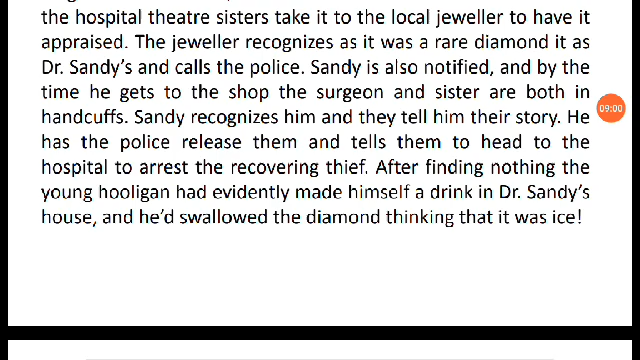 the hospital theatre sisters take it to the local jeweller to have it
appraised. The jeweller recognizes as it was a rare diamond it as
Dr. Sandy's and calls the police. Sandy is also notified, and by the
time he gets to the shop the surgeon and sister are both in
handcuffs. Sandy recognizes him and they tell him their story. He
has the police release them and tells them to head to the
hospital to arrest the recovering thief. After finding nothing the
young hooligan had evidently made himself a drink in Dr. Sandy's
house, and he'd swallowed the diamond thinking that it was ice!
09:00